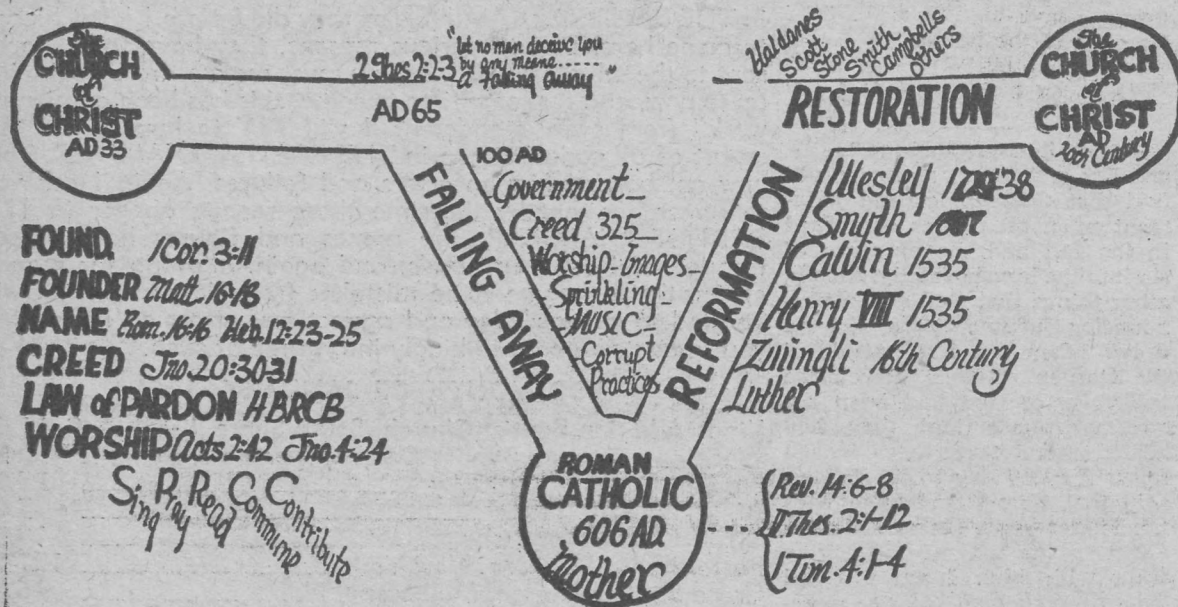 The
CHURCH
of
CHRIST
AD 33
2 Thes 2:2-3
"let no man deceive you
by any means------
a falling away"
AD 65
Haldanes
Scott
Stone
Smith
Campbells
Others
RESTORATION
The
CHURCH
of
CHRIST
AD
20th Century
FALLING AWAY
100 AD
Government
Creed 325
Worship-Images
Sprinkling
MUSIC
Corrupt
Practices
REFORMATION
Wesley
Smyth
Calvin 1535
Henry VIII 1535
Zwingli 16th Century
Luther
FOUND. 1 Cor. 3:11
FOUNDER Matt. 16-18
NAME Rom. 16:16 Heb. 12:23-25
CREED Jno. 20:30-31
LAW of PARDON HBRCB
WORSHIP Acts 2:42 Jno. 4:24
Sing
Pray
Read
Commune
Contribute
ROMAN
CATHOLIC
606 AD.
Mother
Rev. 14:6-8
II Thes. 2:1-12
1 Tim. 4:1-4